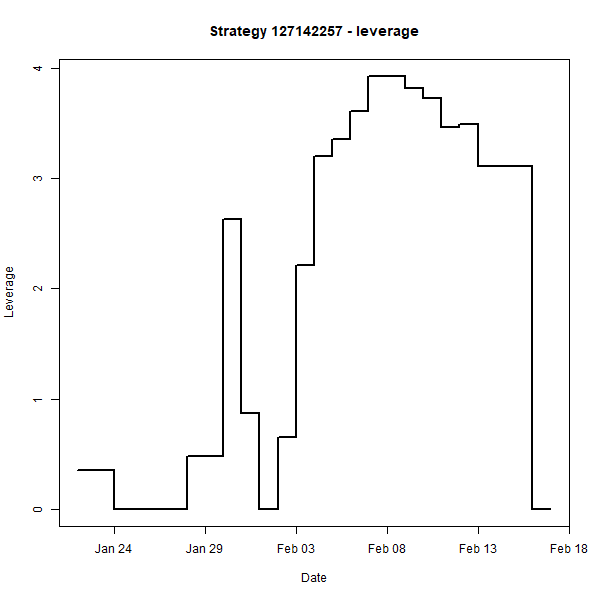 Strategy 127142257 - leverage
4
3
2
1
0
Leverage
Jan 24
Jan 29
Feb 03
Feb 08
Feb 13
Feb 18
Date